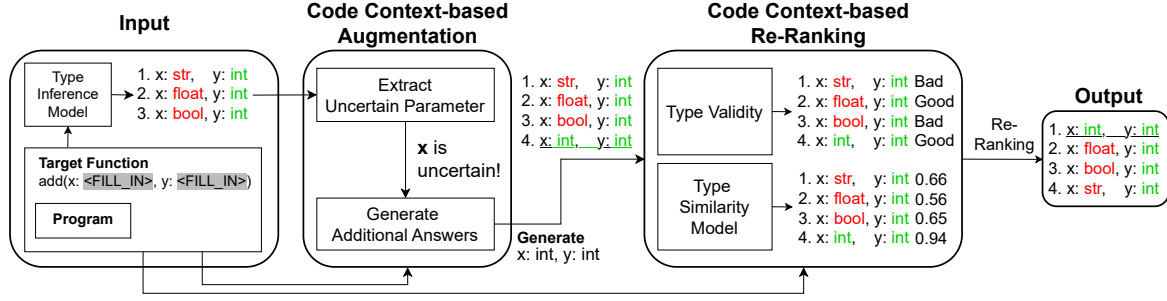 Input
Type
Inference
Model
1. x: str, y: int
2. x: float, y: int
3. x: bool, y: int
Target Function
add(x: <FILL_IN>, y: <FILL_IN>)
Program
Code Context-based
Augmentation
Extract
Uncertain Parameter
x is
uncertain!
Generate
Additional Answers
1. x: str, y: int
2. x: float, y: int
3. x: bool, y: int
4. x: int, y: int
Generate
x: int, y: int
Code Context-based
Re-Ranking
Type Validity
1. x: str, y: int Bad
2. x: float, y: int Good
3. x: bool, y: int Bad
4. x: int, y: int Good
Type
Similarity
Model
1. x: str, y: int 0.66
2. x: float, y: int 0.56
3. x: bool, y: int 0.65
4. x: int, y: int 0.94
Re-
Ranking
Output
1. x: int, y: int
2. x: float, y: int
3. x: bool, y: int
4. x: str, y: int